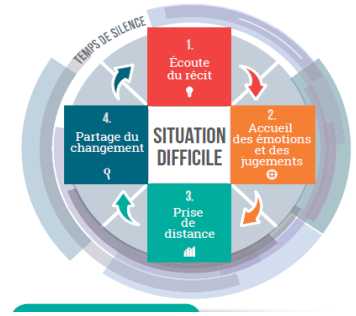 TEMPS DE SILENCE
1.
Écoute
du récit
2.
Accueil
des émotions
et des
jugements
3.
Prise
de
distance
4.
Partage du
changement
SITUATION
DIFFICILE